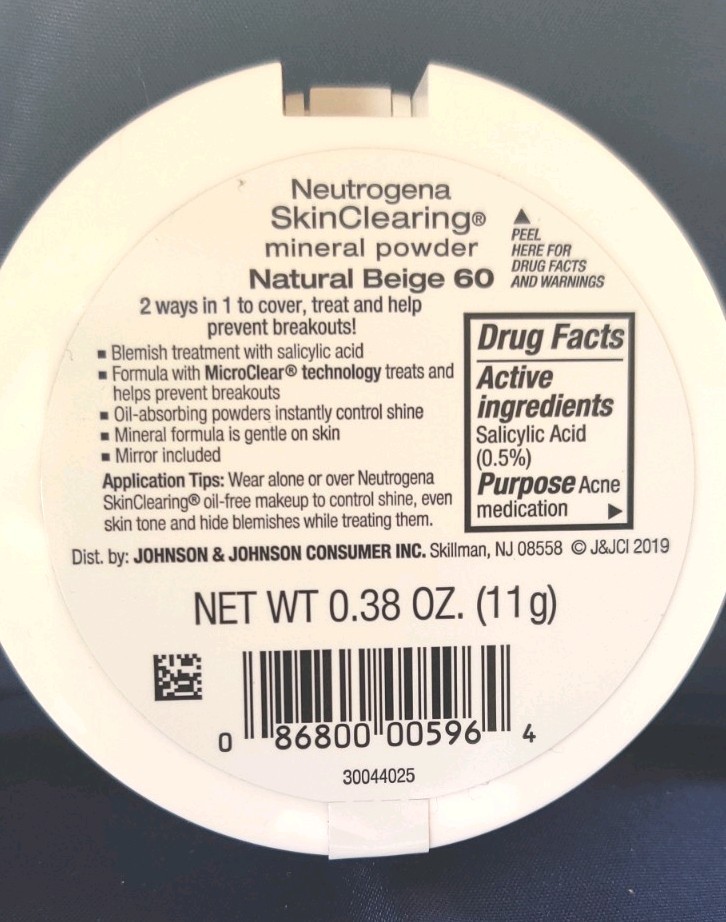 Neutrogena
SkinClearing®
mineral powder
Natural Beige 60
▲
PEEL
HERE FOR
DRUG FACTS
AND WARNINGS
2 ways in 1 to cover, treat and help
prevent breakouts!
▪ Blemish treatment with salicylic acid
▪ Formula with MicroClear® technology treats and
helps prevent breakouts
▪ Oil-absorbing powders instantly control shine
▪ Mineral formula is gentle on skin
▪ Mirror included
Application Tips: Wear alone or over Neutrogena
SkinClearing® oil-free makeup to control shine, even
skin tone and hide blemishes while treating them.
Drug Facts
Active
ingredients
Salicylic Acid
(0.5%)
Purpose Acne
medication ▶
Dist. by: JOHNSON & JOHNSON CONSUMER INC. Skillman, NJ 08558 © J&JCI 2019
NET WT 0.38 OZ. (11 g)
0 86800 00596 4
30044025